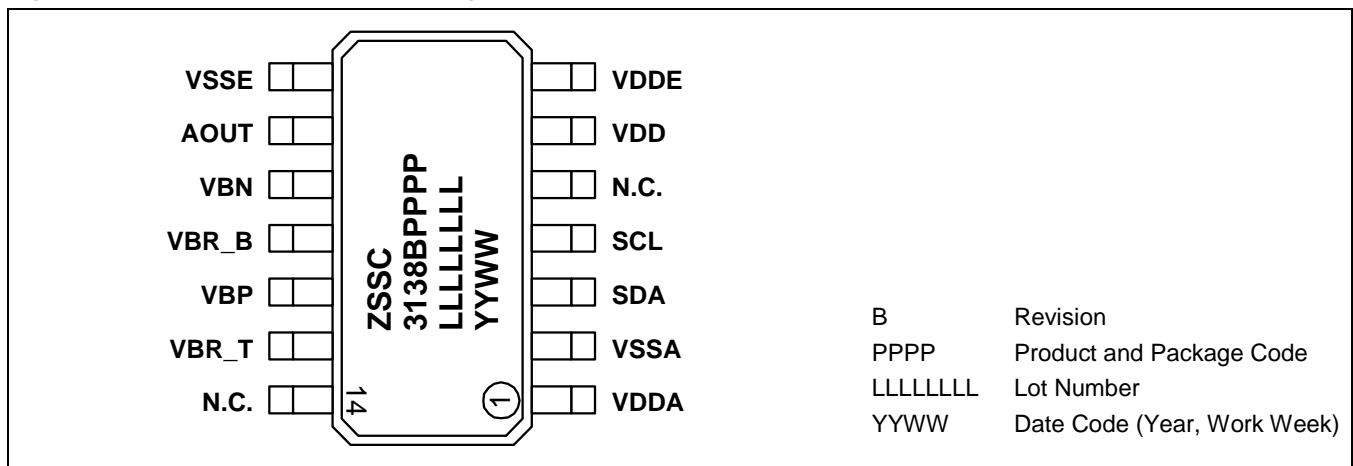 VSSE
AOUT
VBN
VBR_B
VBP
VBR_T
N.C.
ZSSC
3138BPPPP
LLLLLLLL
YYWW
14
1
VDDE
VDD
N.C.
SCL
SDA
VSSA
VDDA
B Revision
PPPP Product and Package Code
LLLLLLLL Lot Number
YYWW Date Code (Year, Work Week)